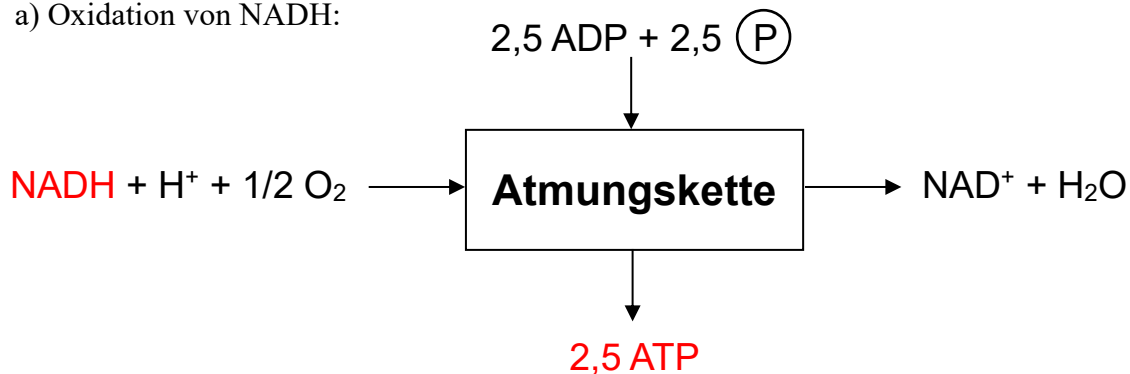 a) Oxidation von NADH:
2,5 ADP + 2,5 P
NADH + H⁺ + 1/2 O₂
Atmungskette
NAD⁺ + H₂O
2,5 ATP